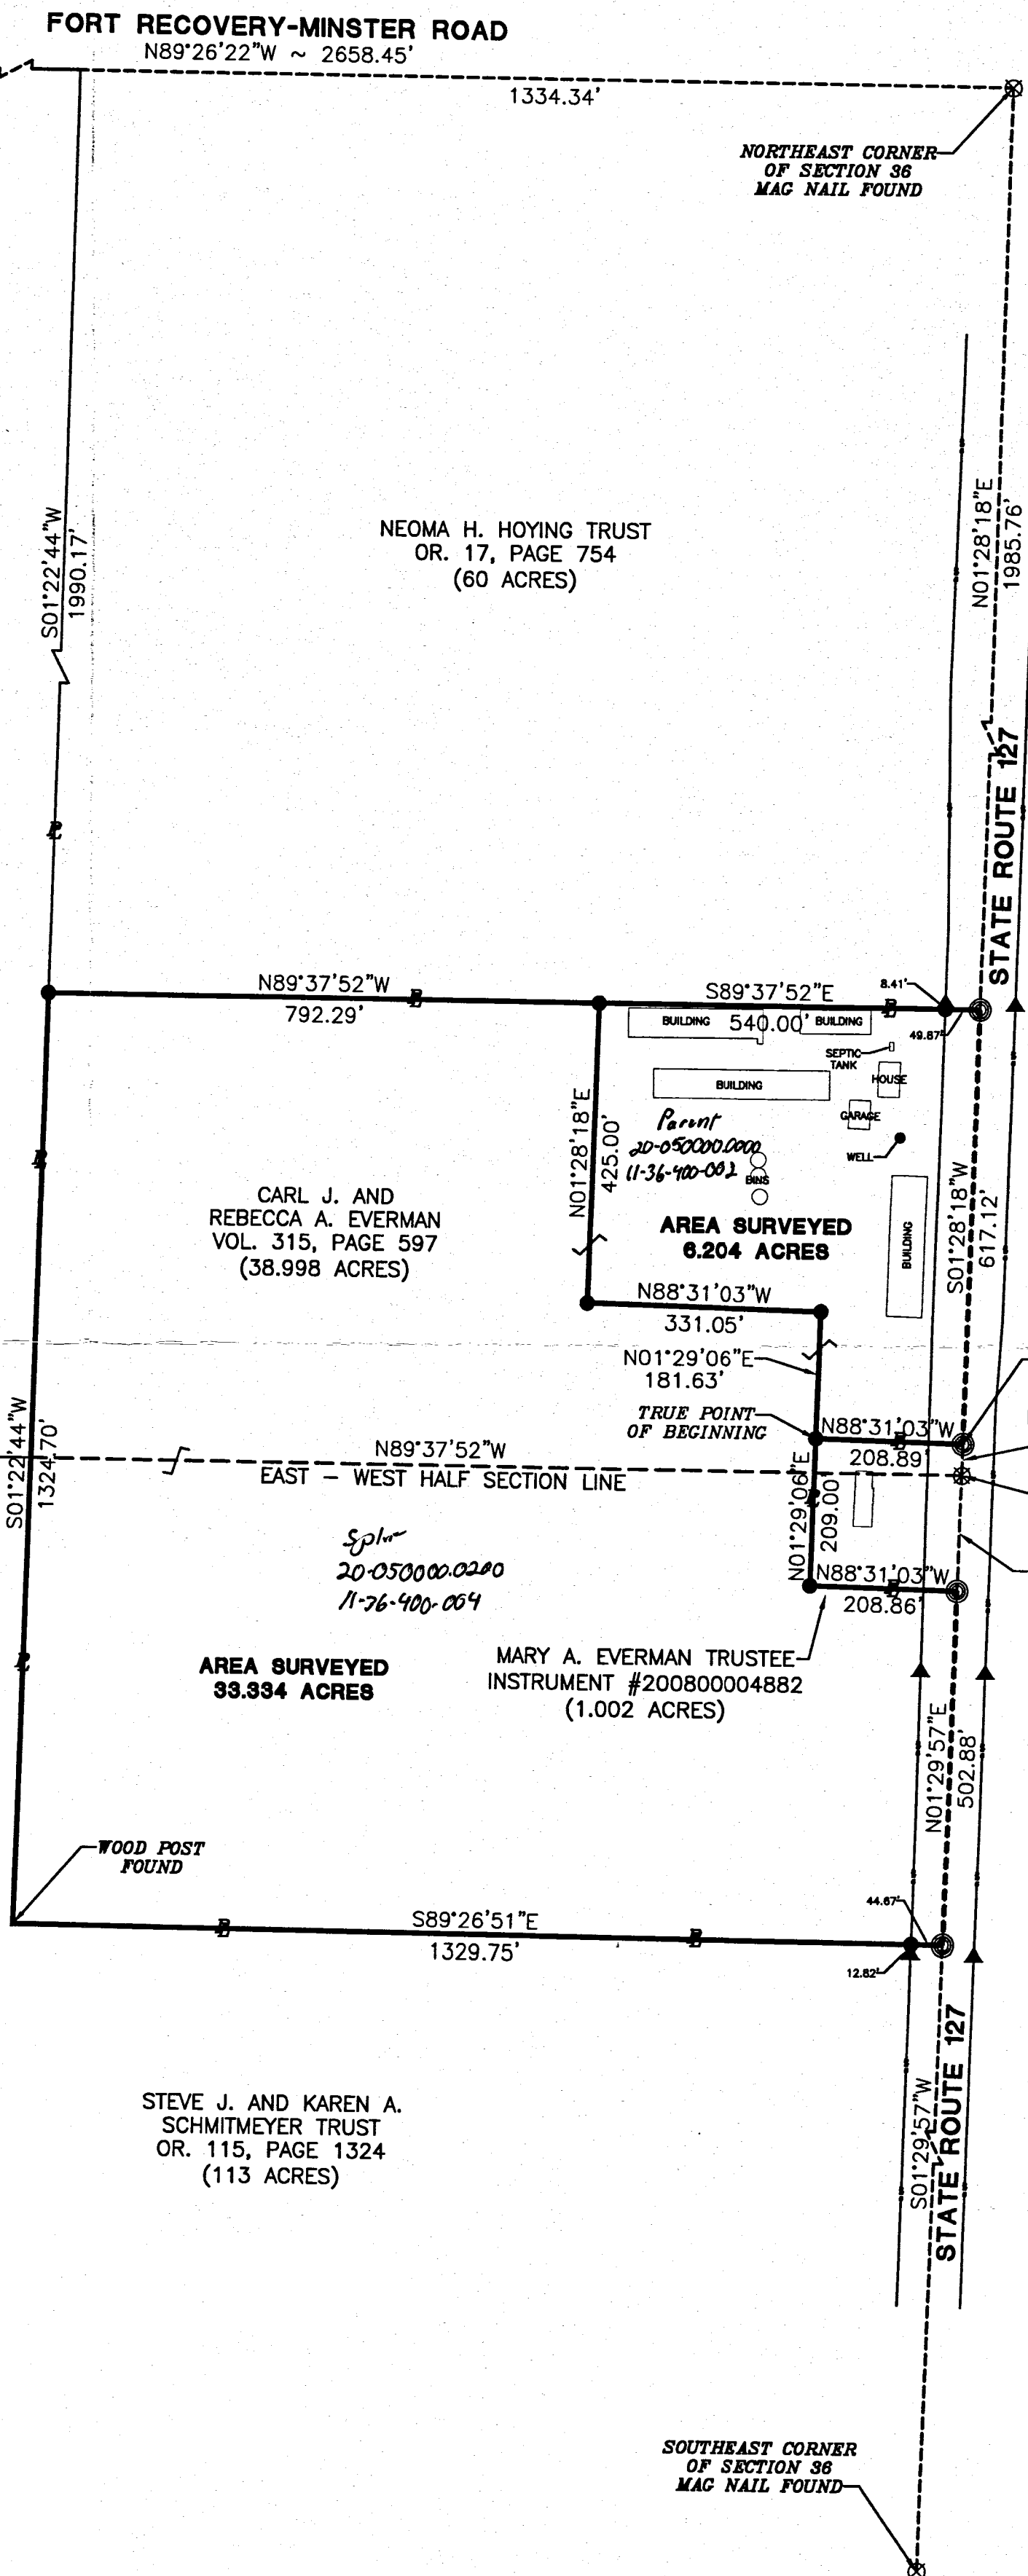 FORT RECOVERY-MINSTER ROAD
N89°26'22"W ~ 2658.45'
1334.34'
NORTHEAST CORNER
OF SECTION 36
MAG NAIL FOUND
S01°22'44"W
1990.17'
NEOMA H. HOYING TRUST
OR. 17, PAGE 754
(60 ACRES)
N01°28'18"E
1985.76'
STATE ROUTE 127
N89°37'52"W
792.29'
S89°37'52"E
540.00'
8.41'
49.67'
BUILDING
BUILDING
SEPTIC
TANK
HOUSE
BUILDING
GARAGE
WELL
N01°28'18"E
425.00'
Parent
20-050000.0000
11-36-400-002
BINS
BUILDING
AREA SURVEYED
6.204 ACRES
S01°28'18"W
617.12'
CARL J. AND
REBECCA A. EVERMAN
VOL. 315, PAGE 597
(38.998 ACRES)
N88°31'03"W
331.05'
N01°29'06"E
181.63'
TRUE POINT
OF BEGINNING
N88°31'03"W
208.89'
S01°22'44"W
1324.70'
N89°37'52"W
EAST – WEST HALF SECTION LINE
N01°29'06"E
209.00'
20-050000.0200
11-36-400-004
N88°31'03"W
208.86'
MARY A. EVERMAN TRUSTEE
INSTRUMENT #200800004882
(1.002 ACRES)
AREA SURVEYED
33.334 ACRES
N01°29'57"E
502.88'
WOOD POST
FOUND
S89°26'51"E
1329.75'
44.67'
12.62'
STEVE J. AND KAREN A.
SCHMITMEYER TRUST
OR. 115, PAGE 1324
(113 ACRES)
S01°29'57"W
STATE ROUTE 127
SOUTHEAST CORNER
OF SECTION 36
MAG NAIL FOUND